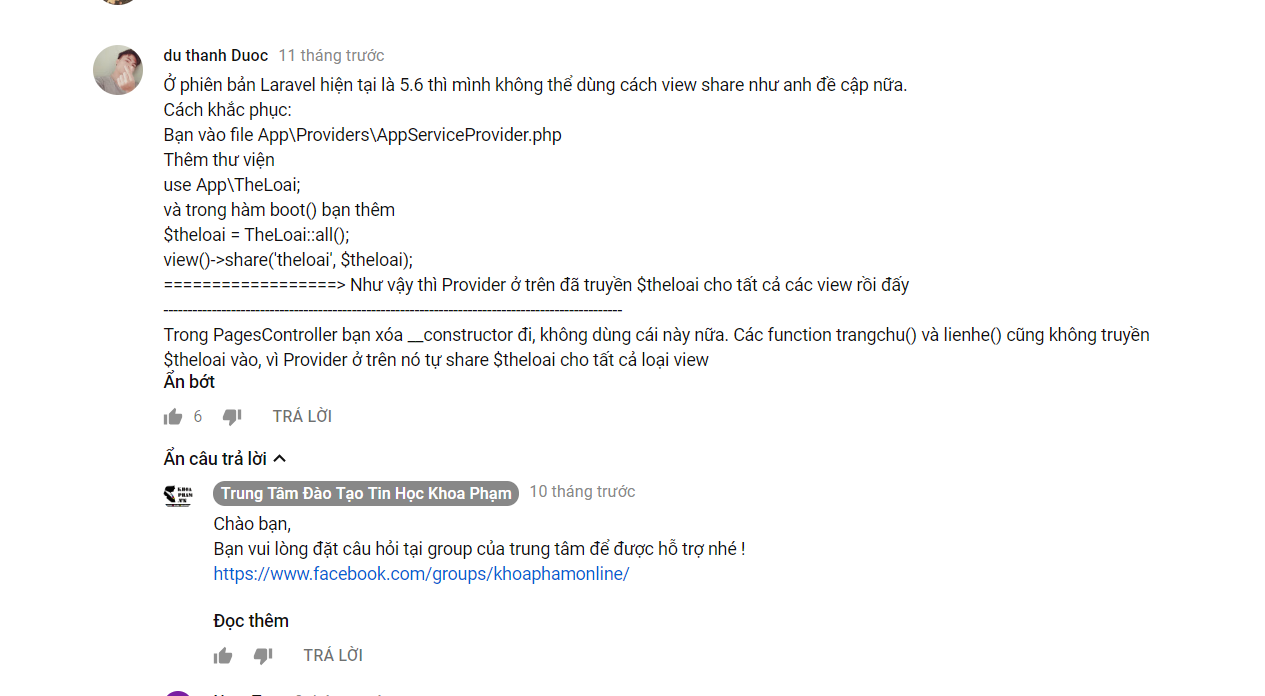 du thanh Duoc 11 tháng trước
Ở phiên bản Laravel hiện tại là 5.6 thì mình không thể dùng cách view share như anh đề cập nữa.
Cách khắc phục:
Bạn vào file App\Providers\AppServiceProvider.php
Thêm thư viện
use App\TheLoai;
và trong hàm boot() bạn thêm
$theloai = TheLoai::all();
view()->share('theloai', $theloai);
==================> Như vậy thì Provider ở trên đã truyền $theloai cho tất cả các view rồi đấy
-----------------------------------------------------------------------------------------------
Trong PagesController bạn xóa __constructor đi, không dùng cái này nữa. Các function trangchu() và lienhe() cũng không truyền
$theloai vào, vì Provider ở trên nó tự share $theloai cho tất cả loại view
Ẩn bớt
6 TRẢ LỜI
Ẩn câu trả lời
KHOA PHAM .VN
Trung Tâm Đào Tạo Tin Học Khoa Phạm 10 tháng trước
Chào bạn,
Bạn vui lòng đặt câu hỏi tại group của trung tâm để được hỗ trợ nhé !
https://www.facebook.com/groups/khoaphamonline/
Đọc thêm
TRẢ LỜI